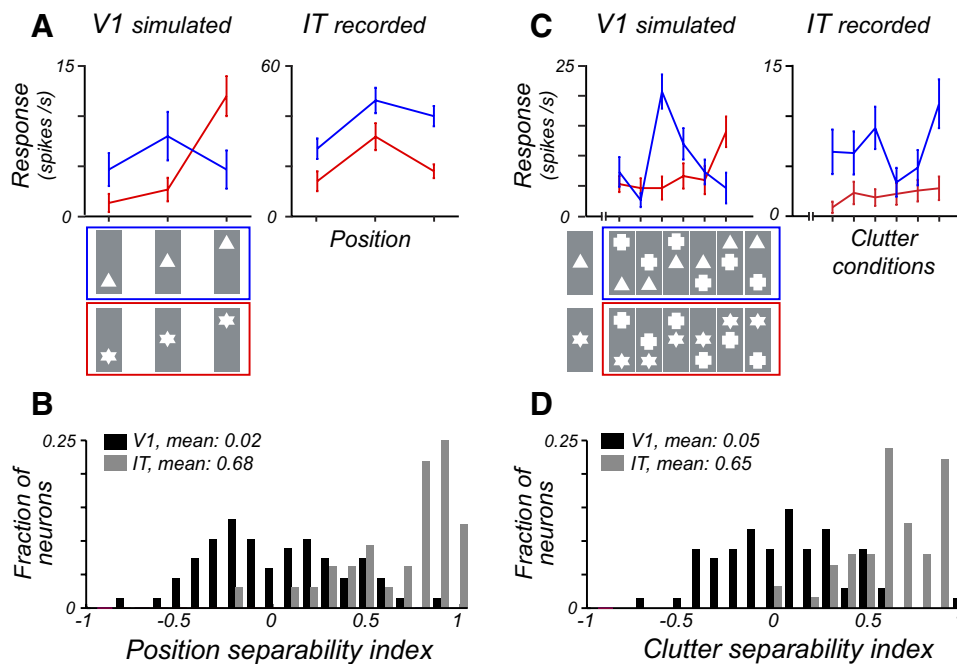 A
V1 simulated
IT recorded
Response
(spikes /s)
15
0
60
0
Position
C
V1 simulated
IT recorded
Response
(spikes /s)
25
0
15
0
Clutter
conditions
B
Fraction of
neurons
0.25
0
V1, mean: 0.02
IT, mean: 0.68
-1
-0.5
0
0.5
1
Position separability index
D
Fraction of
neurons
0.25
0
V1, mean: 0.05
IT, mean: 0.65
-1
-0.5
0
0.5
1
Clutter separability index